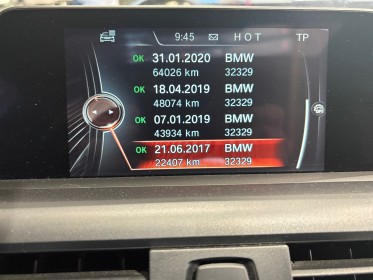 9:45 HOT TP
OK 31.01.2020 BMW
64026 km 32329
OK 18.04.2019 BMW
48074 km 32329
OK 07.01.2019 BMW
43934 km 32329
OK 21.06.2017 BMW
22407 km 32329